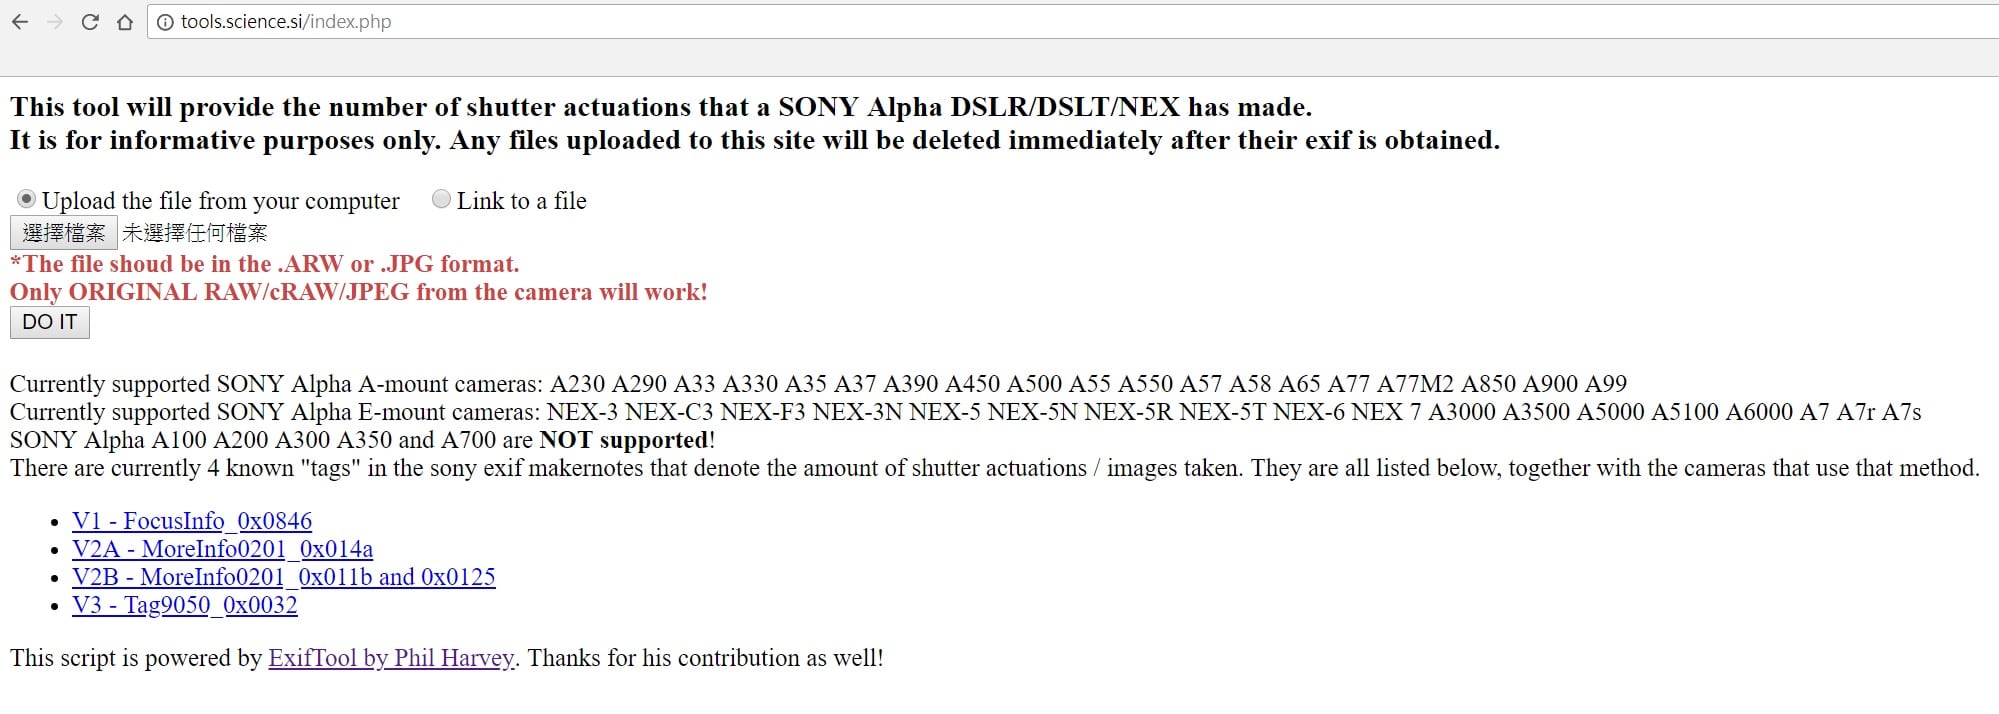 tools.science.si/index.php
This tool will provide the number of shutter actuations that a SONY Alpha DSLR/DSLT/NEX has made.
It is for informative purposes only. Any files uploaded to this site will be deleted immediately after their exif is obtained.
Upload the file from your computer Link to a file
選擇檔案 未選擇任何檔案
*The file shoud be in the .ARW or .JPG format.
Only ORIGINAL RAW/cRAW/JPEG from the camera will work!
DO IT
Currently supported SONY Alpha A-mount cameras: A230 A290 A33 A330 A35 A37 A390 A450 A500 A55 A550 A57 A58 A65 A77 A77M2 A850 A900 A99
Currently supported SONY Alpha E-mount cameras: NEX-3 NEX-C3 NEX-F3 NEX-3N NEX-5 NEX-5N NEX-5R NEX-5T NEX-6 NEX 7 A3000 A3500 A5000 A5100 A6000 A7 A7r A7s
SONY Alpha A100 A200 A300 A350 and A700 are NOT supported!
There are currently 4 known "tags" in the sony exif makernotes that denote the amount of shutter actuations / images taken. They are all listed below, together with the cameras that use that method.
V1 - FocusInfo_0x0846
V2A - MoreInfo0201_0x014a
V2B - MoreInfo0201_0x011b and 0x0125
V3 - Tag9050_0x0032
This script is powered by ExifTool by Phil Harvey. Thanks for his contribution as well!